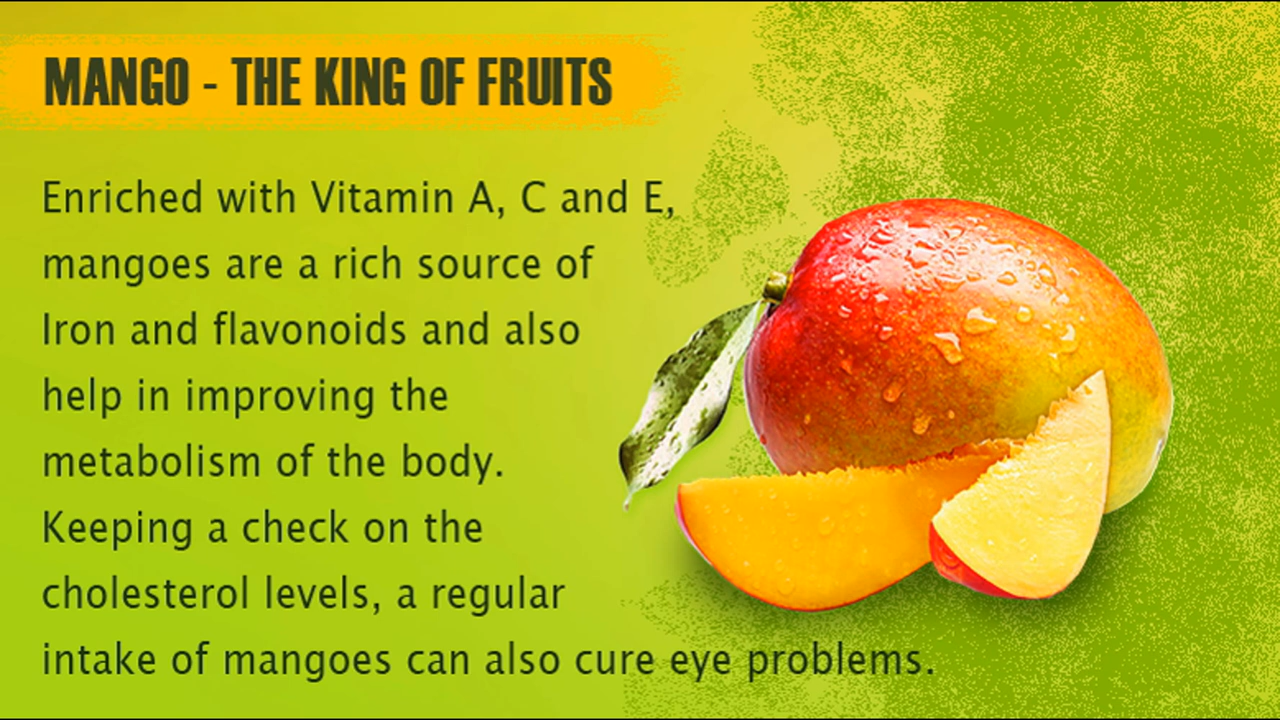 MANGO - THE KING OF FRUITS
Enriched with Vitamin A, C and E,
mangoes are a rich source of
Iron and flavonoids and also
help in improving the
metabolism of the body.
Keeping a check on the
cholesterol levels, a regular
intake of mangoes can also cure eye problems.